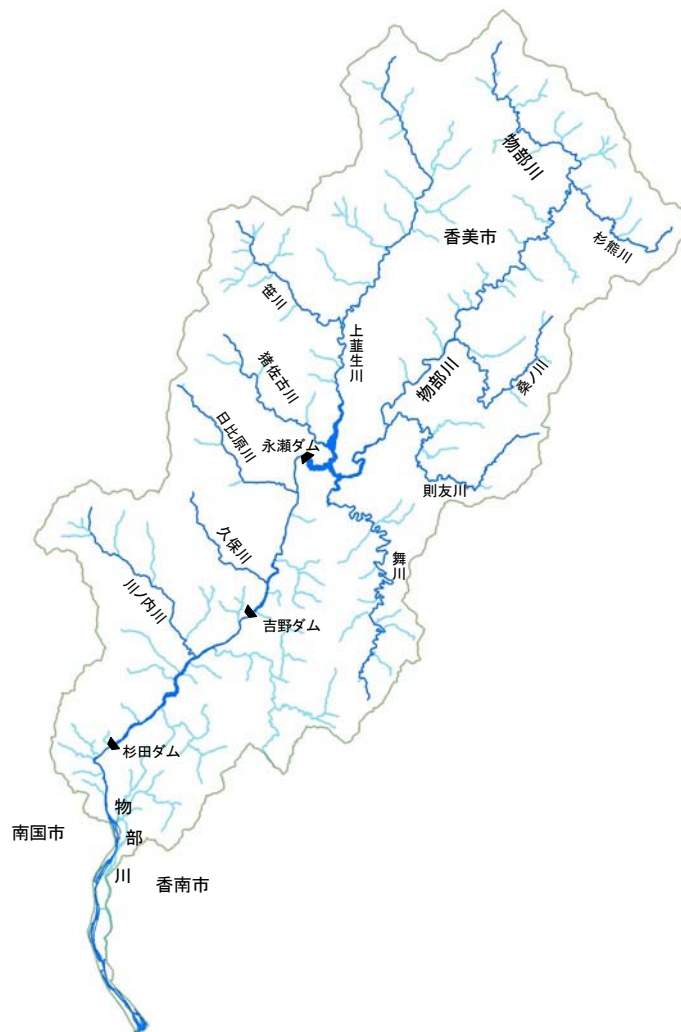 物部川
香美市
杉熊川
笹川
上韮生川
物部川
桑ノ川
猪佐古川
日比原川
永瀬ダム
則友川
久保川
舞川
川ノ内川
吉野ダム
杉田ダム
物部川
南国市
香南市